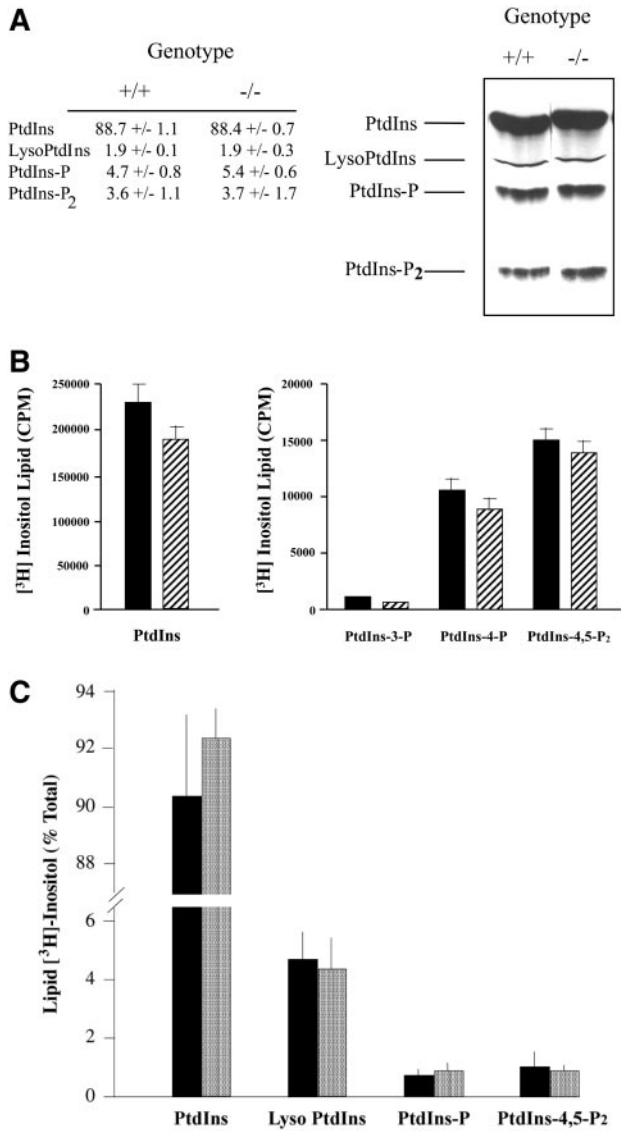 A
Genotype
+/+ -/-
PtdIns 88.7 +/- 1.1 88.4 +/- 0.7
LysoPtdIns 1.9 +/- 0.1 1.9 +/- 0.3
PtdIns-P 4.7 +/- 0.8 5.4 +/- 0.6
PtdIns-P2 3.6 +/- 1.1 3.7 +/- 1.7
Genotype
+/+ -/-
PtdIns
LysoPtdIns
PtdIns-P
PtdIns-P2
B
[3H] Inositol Lipid (CPM)
250000
200000
150000
100000
50000
0
PtdIns
[3H] Inositol Lipid (CPM)
20000
15000
10000
5000
0
PtdIns-3-P PtdIns-4-P PtdIns-4,5-P2
C
Lipid [3H]-Inositol (% Total)
94
92
90
88
6
4
2
0
PtdIns Lyso PtdIns PtdIns-P PtdIns-4,5-P2